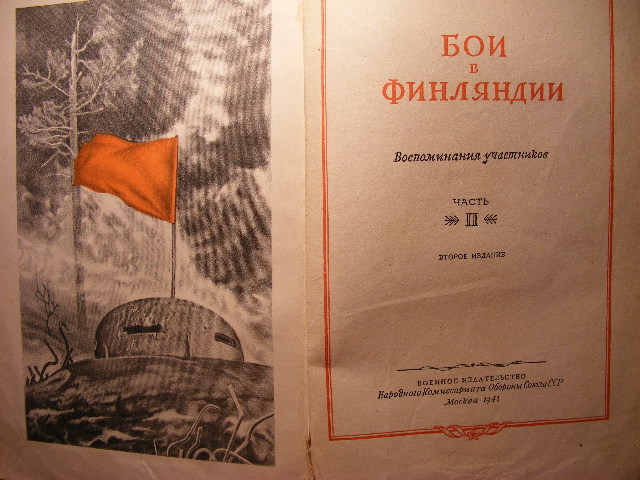 БОИ
в
ФИНЛЯНДИИ
Воспоминания участников
ЧАСТЬ
II
ВТОРОЕ ИЗДАНИЕ
ВОЕННОЕ ИЗДАТЕЛЬСТВО
Народного Комиссариата Обороны Союза ССР
Москва 1941